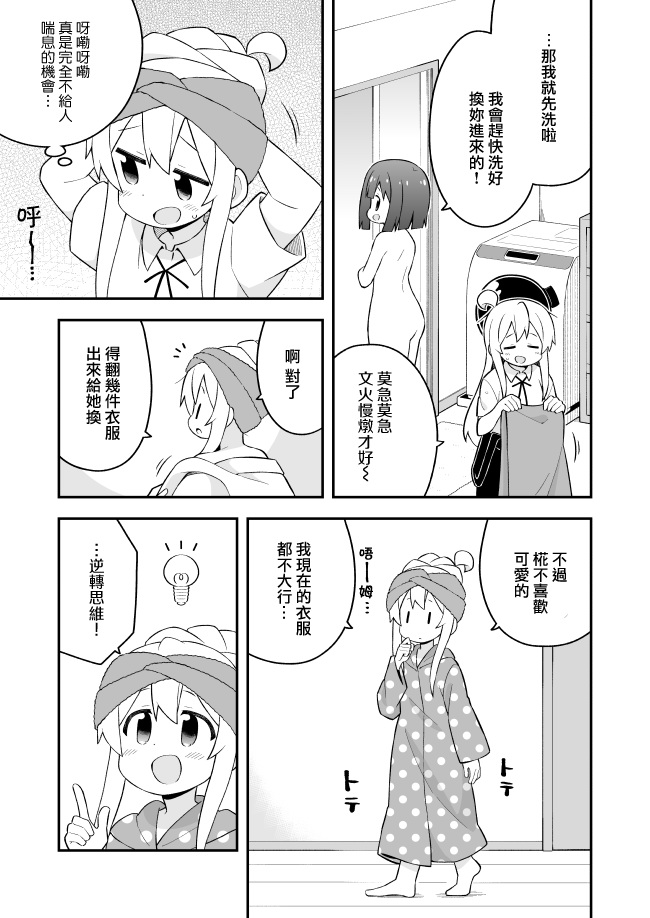 …那我就先洗啦
我會趕快洗好
換妳進來的！
莫急莫急
文火慢燉才好～
呀嘞呀嘞
真是完全不給人
喘息的機會…
呼——…
啊
對了
得翻幾件衣服
出來給她換
不過
椛不喜歡
可愛的
唔—姆…
我現在的衣服
都不大行…
トテ
トテ
…逆轉思維！